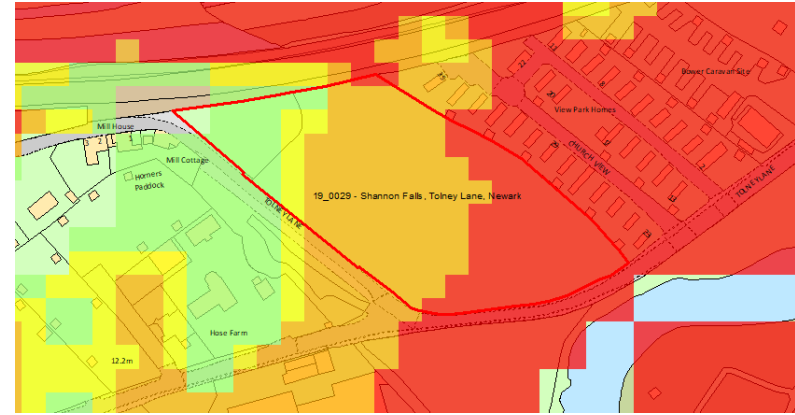 Bower Caravan Site
View Park Homes
Mill House
Mill Cottage
Homers
Paddock
CHURCH VIEW
TOLNEY LANE
19_0029 - Shannon Falls, Tolney Lane, Newark
TOLNEY LANE
Hose Farm
12.2m